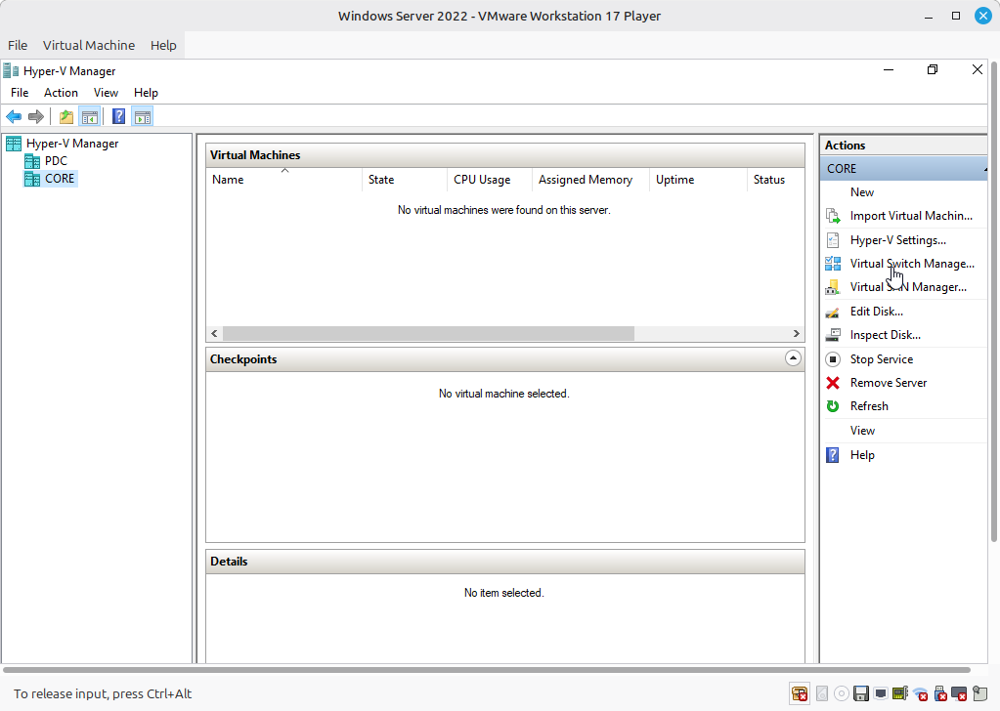 Windows Server 2022 - VMware Workstation 17 Player
File Virtual Machine Help
Hyper-V Manager
File Action View Help
Hyper-V Manager
PDC
CORE
Virtual Machines
Name State CPU Usage Assigned Memory Uptime Status
No virtual machines were found on this server.
Checkpoints
No virtual machine selected.
Details
No item selected.
Actions
CORE
New
Import Virtual Machin...
Hyper-V Settings...
Virtual Switch Manage...
Virtual SAN Manager...
Edit Disk...
Inspect Disk...
Stop Service
Remove Server
Refresh
View
Help
To release input, press Ctrl+Alt